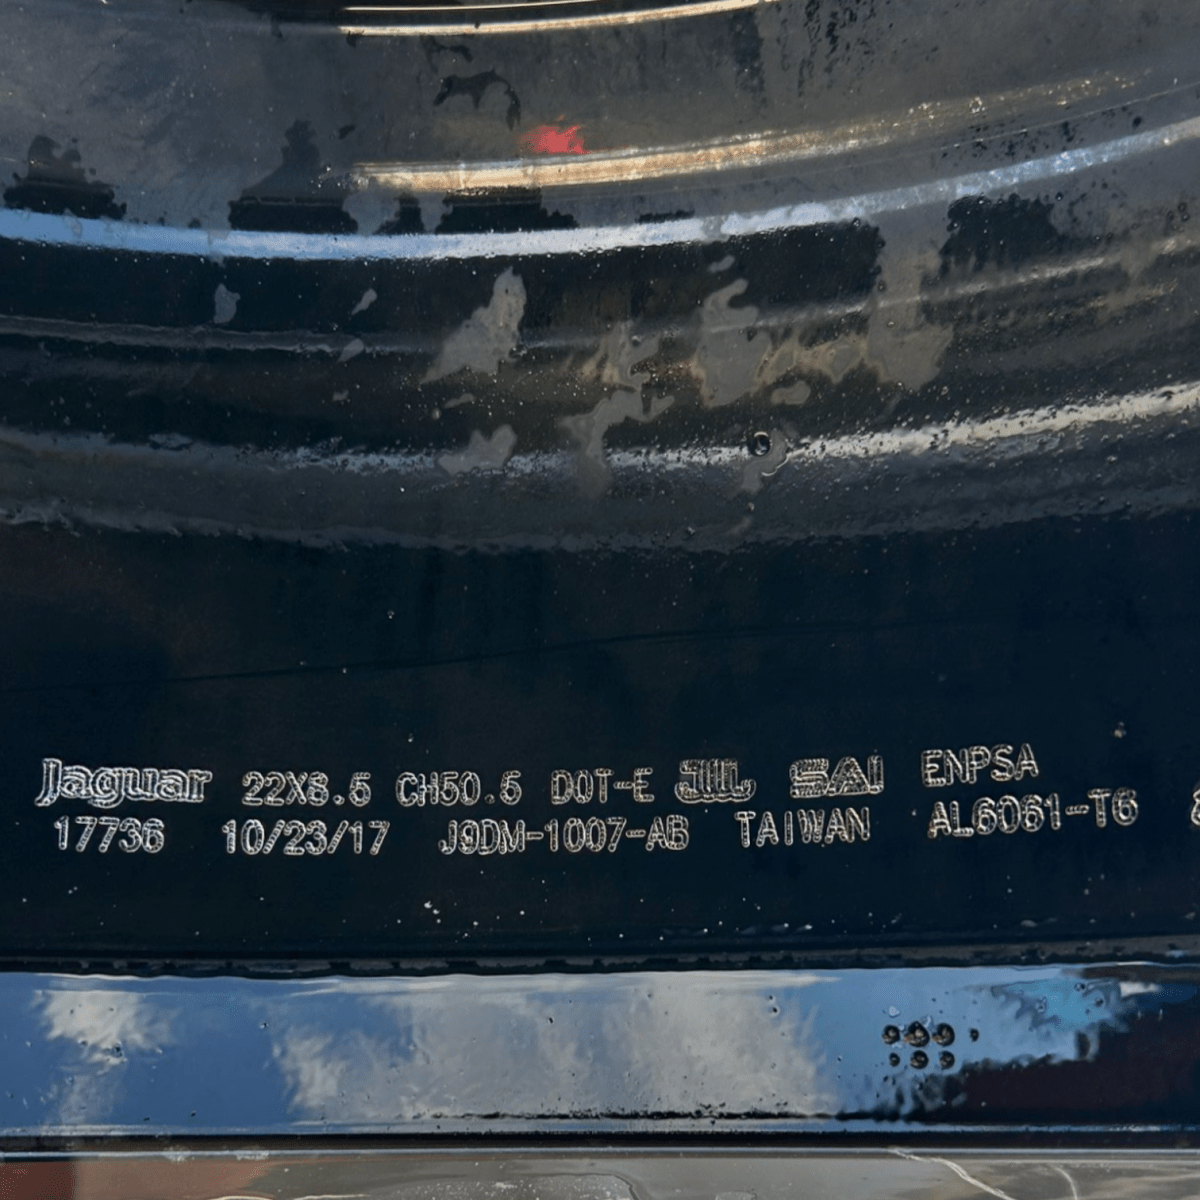 Jaguar 22X8.5 CH50.5 DOT-E JWL SAI ENPSA
17736 10/23/17 J9DM-1007-AB TAIWAN AL6061-T6